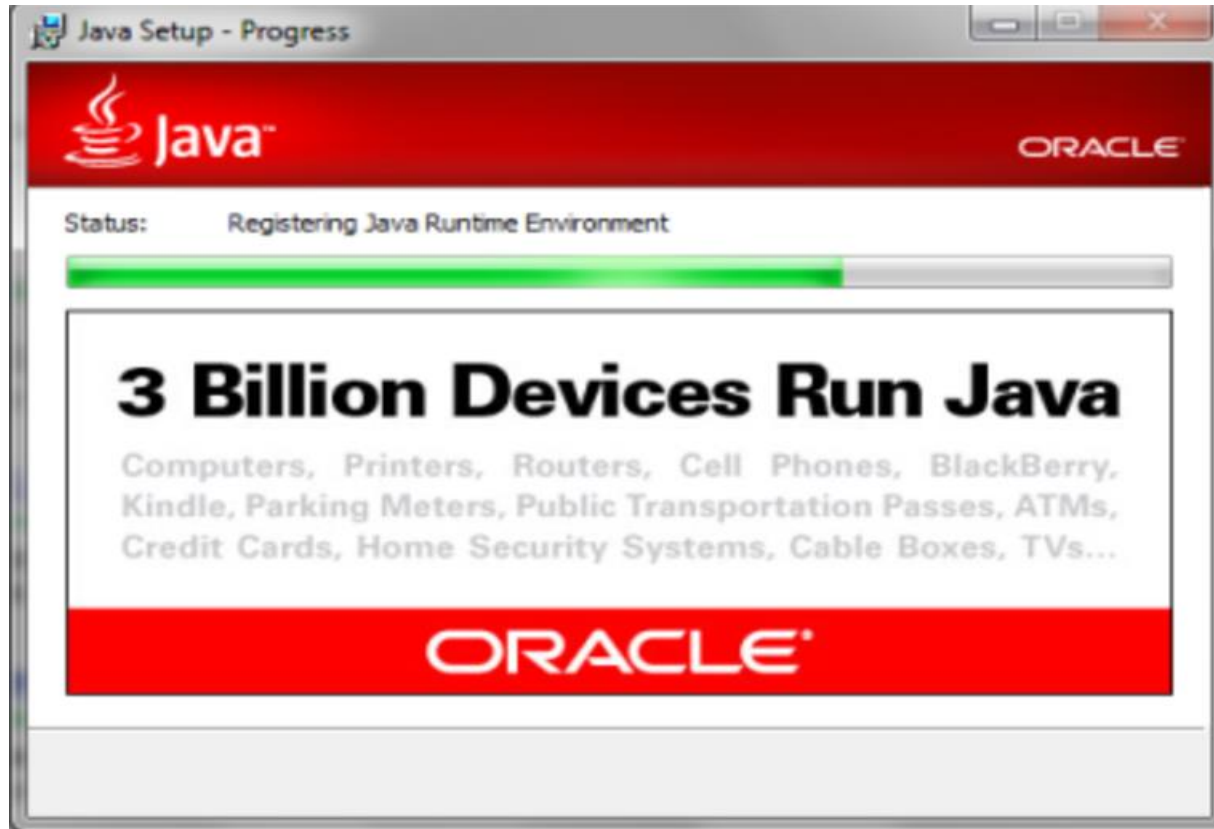 Java Setup - Progress
Java™
ORACLE
Status: Registering Java Runtime Environment
3 Billion Devices Run Java
Computers, Printers, Routers, Cell Phones, BlackBerry,
Kindle, Parking Meters, Public Transportation Passes, ATMs,
Credit Cards, Home Security Systems, Cable Boxes, TVs...
ORACLE®